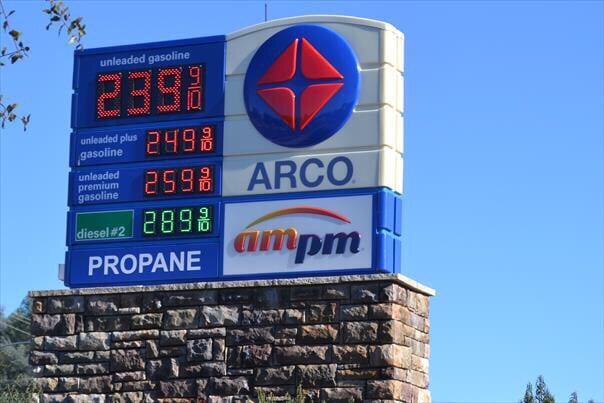 unleaded gasoline
239 9/10
unleaded plus
gasoline
249 9/10
unleaded
premium
gasoline
259 9/10
diesel #2
289 9/10
PROPANE
ARCO
ampm